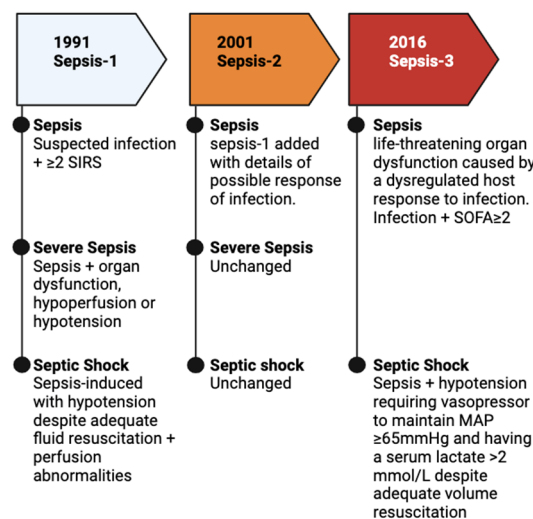 1991
Sepsis-1
2001
Sepsis-2
2016
Sepsis-3
Sepsis
Suspected infection
+ ≥2 SIRS
Severe Sepsis
Sepsis + organ
dysfunction,
hypoperfusion or
hypotension
Septic Shock
Sepsis-induced
with hypotension
despite adequate
fluid resuscitation +
perfusion
abnormalities
Sepsis
sepsis-1 added
with details of
possible response
of infection.
Severe Sepsis
Unchanged
Septic shock
Unchanged
Sepsis
life-threatening organ
dysfunction caused by
a dysregulated host
response to infection.
Infection + SOFA≥2
Septic Shock
Sepsis + hypotension
requiring vasopressor
to maintain MAP
≥65mmHg and having
a serum lactate >2
mmol/L despite
adequate volume
resuscitation